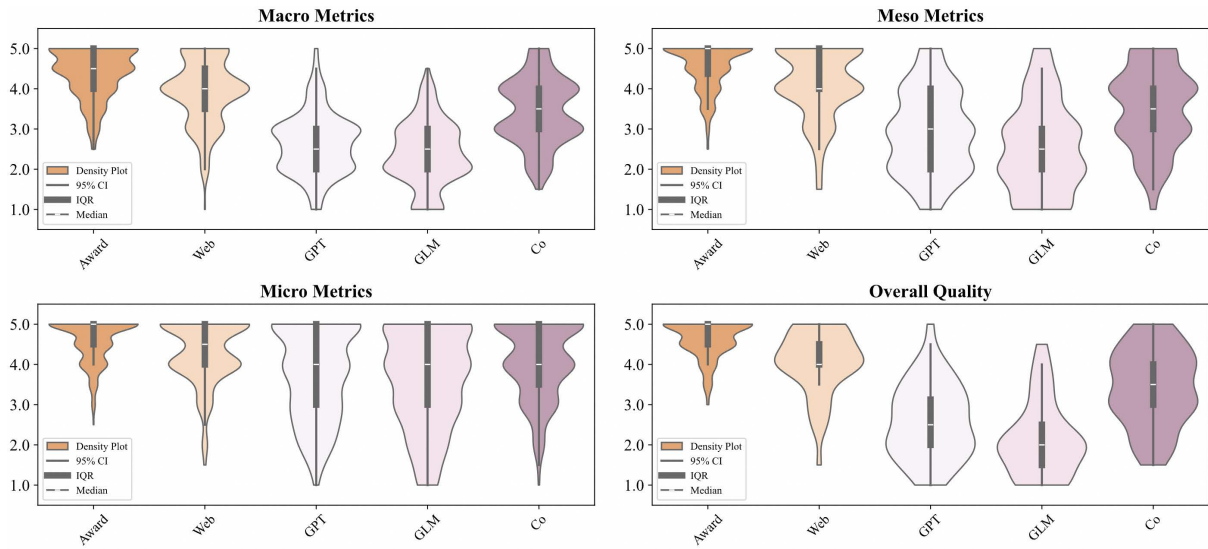 Macro Metrics
5.0
4.0
3.0
2.0
1.0
Density Plot
95% CI
IQR
Median
Award
Web
GPT
GLM
Co
Meso Metrics
5.0
4.0
3.0
2.0
1.0
Density Plot
95% CI
IQR
Median
Award
Web
GPT
GLM
Co
Micro Metrics
5.0
4.0
3.0
2.0
1.0
Density Plot
95% CI
IQR
Median
Award
Web
GPT
GLM
Co
Overall Quality
5.0
4.0
3.0
2.0
1.0
Density Plot
95% CI
IQR
Median
Award
Web
GPT
GLM
Co